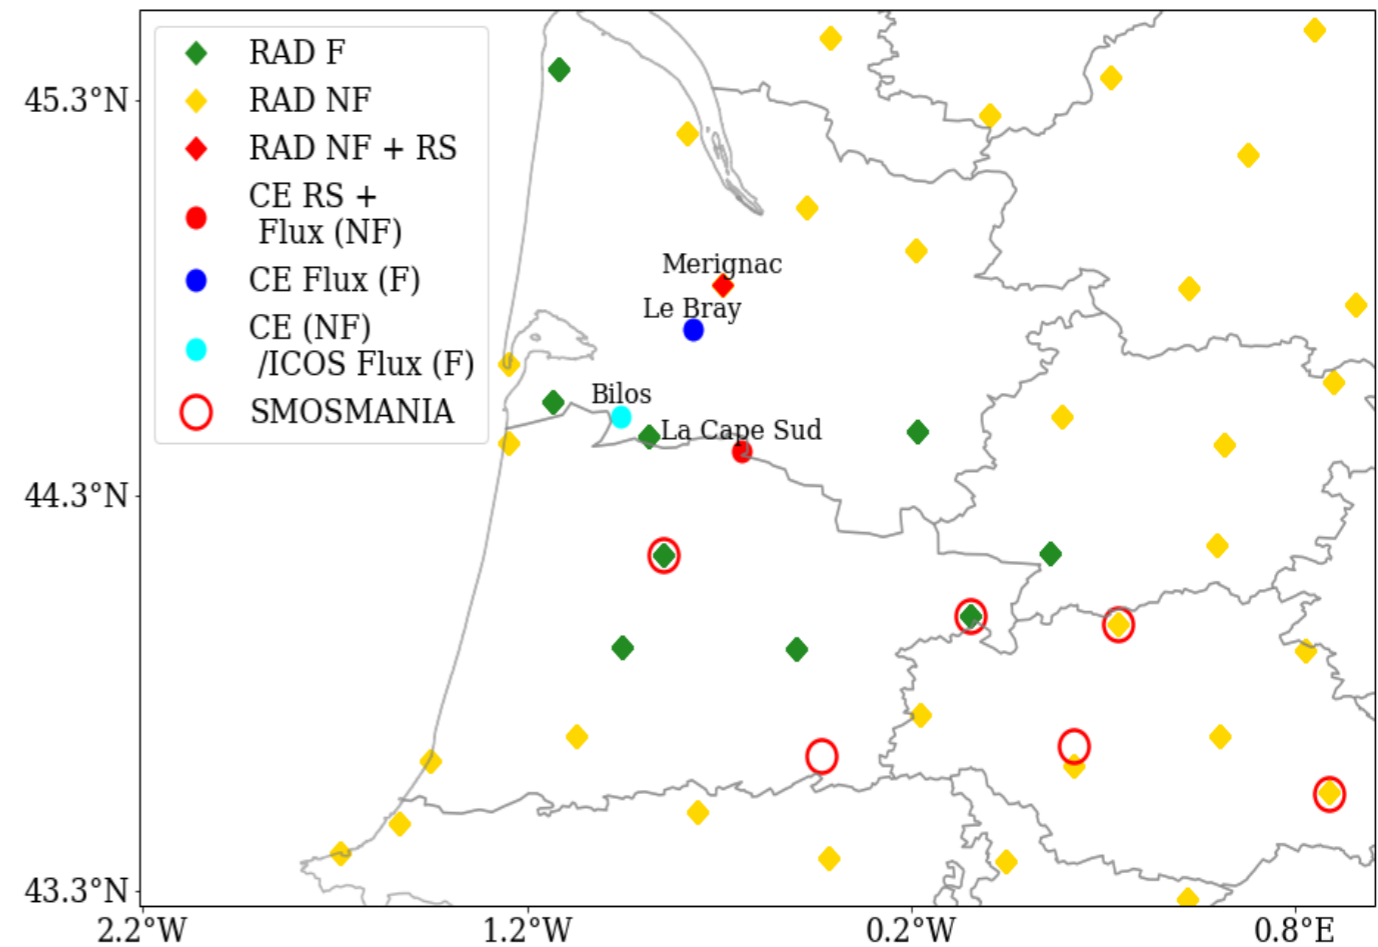 RAD F
RAD NF
RAD NF + RS
CE RS +
Flux (NF)
CE Flux (F)
CE (NF)
/ICOS Flux (F)
SMOSMANIA
Merignac
Le Bray
Bilos
La Cape Sud
45.3°N
44.3°N
43.3°N
2.2°W
1.2°W
0.2°W
0.8°E